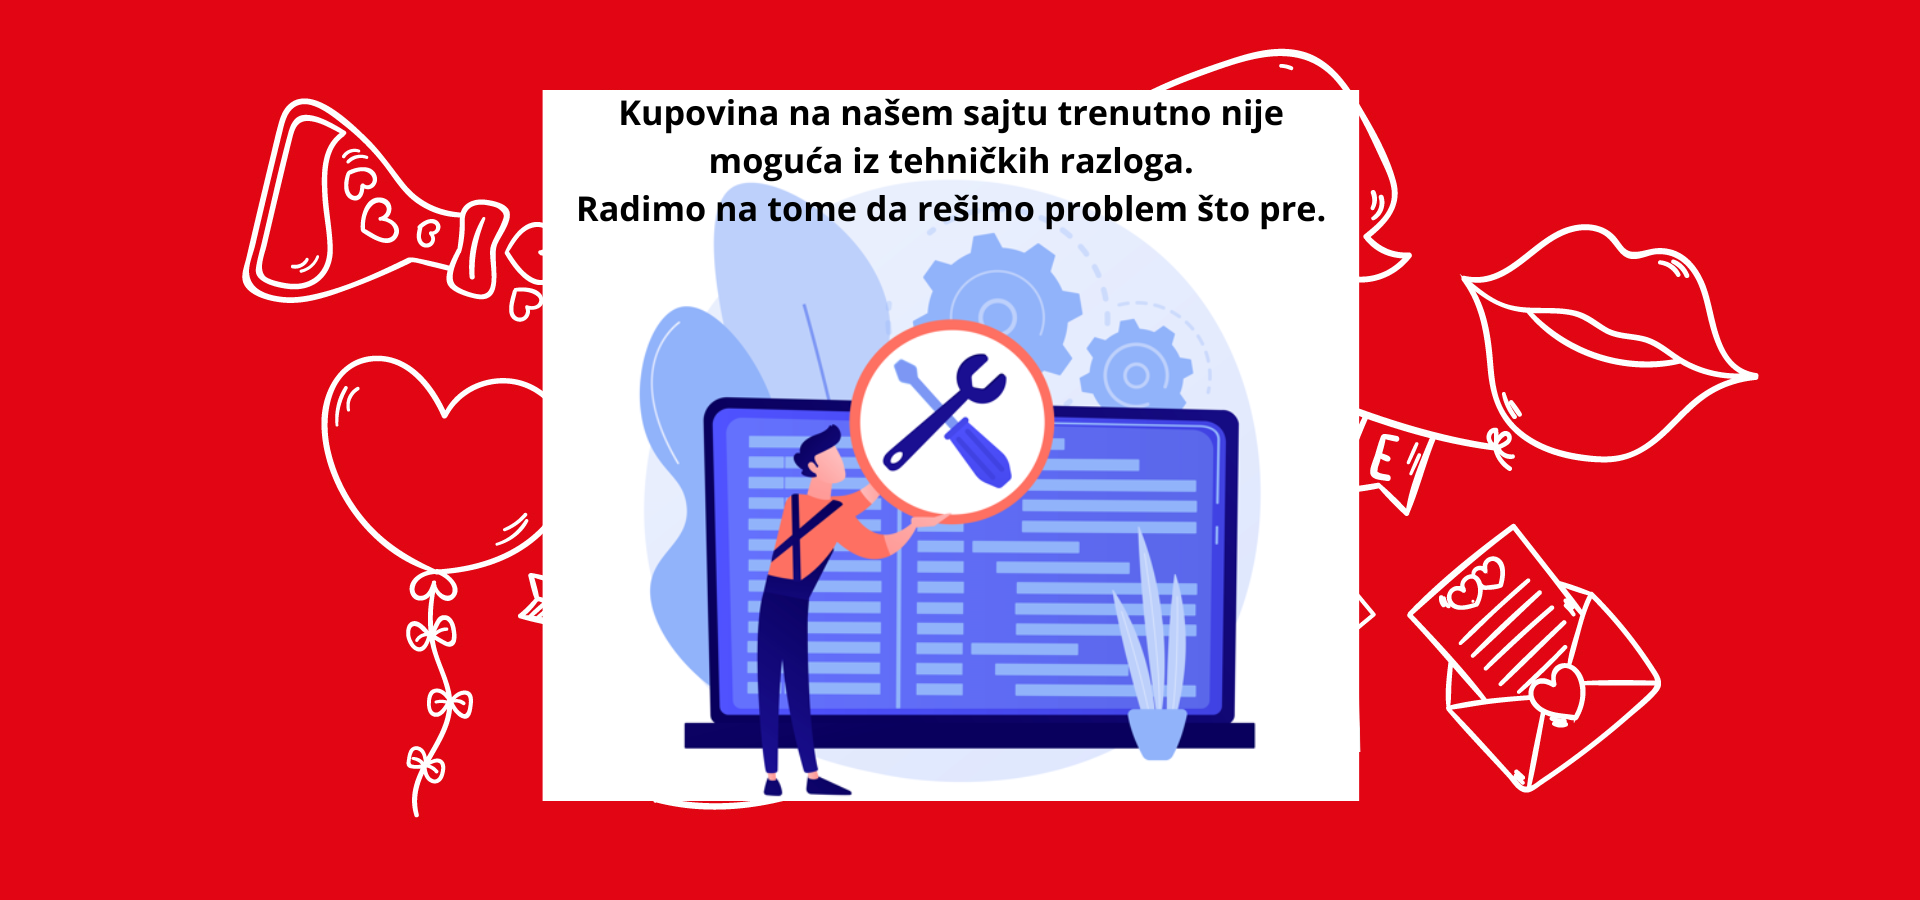 Kupovina na našem sajtu trenutno nije
moguća iz tehničkih razloga.
Radimo na tome da rešimo problem što pre.
E